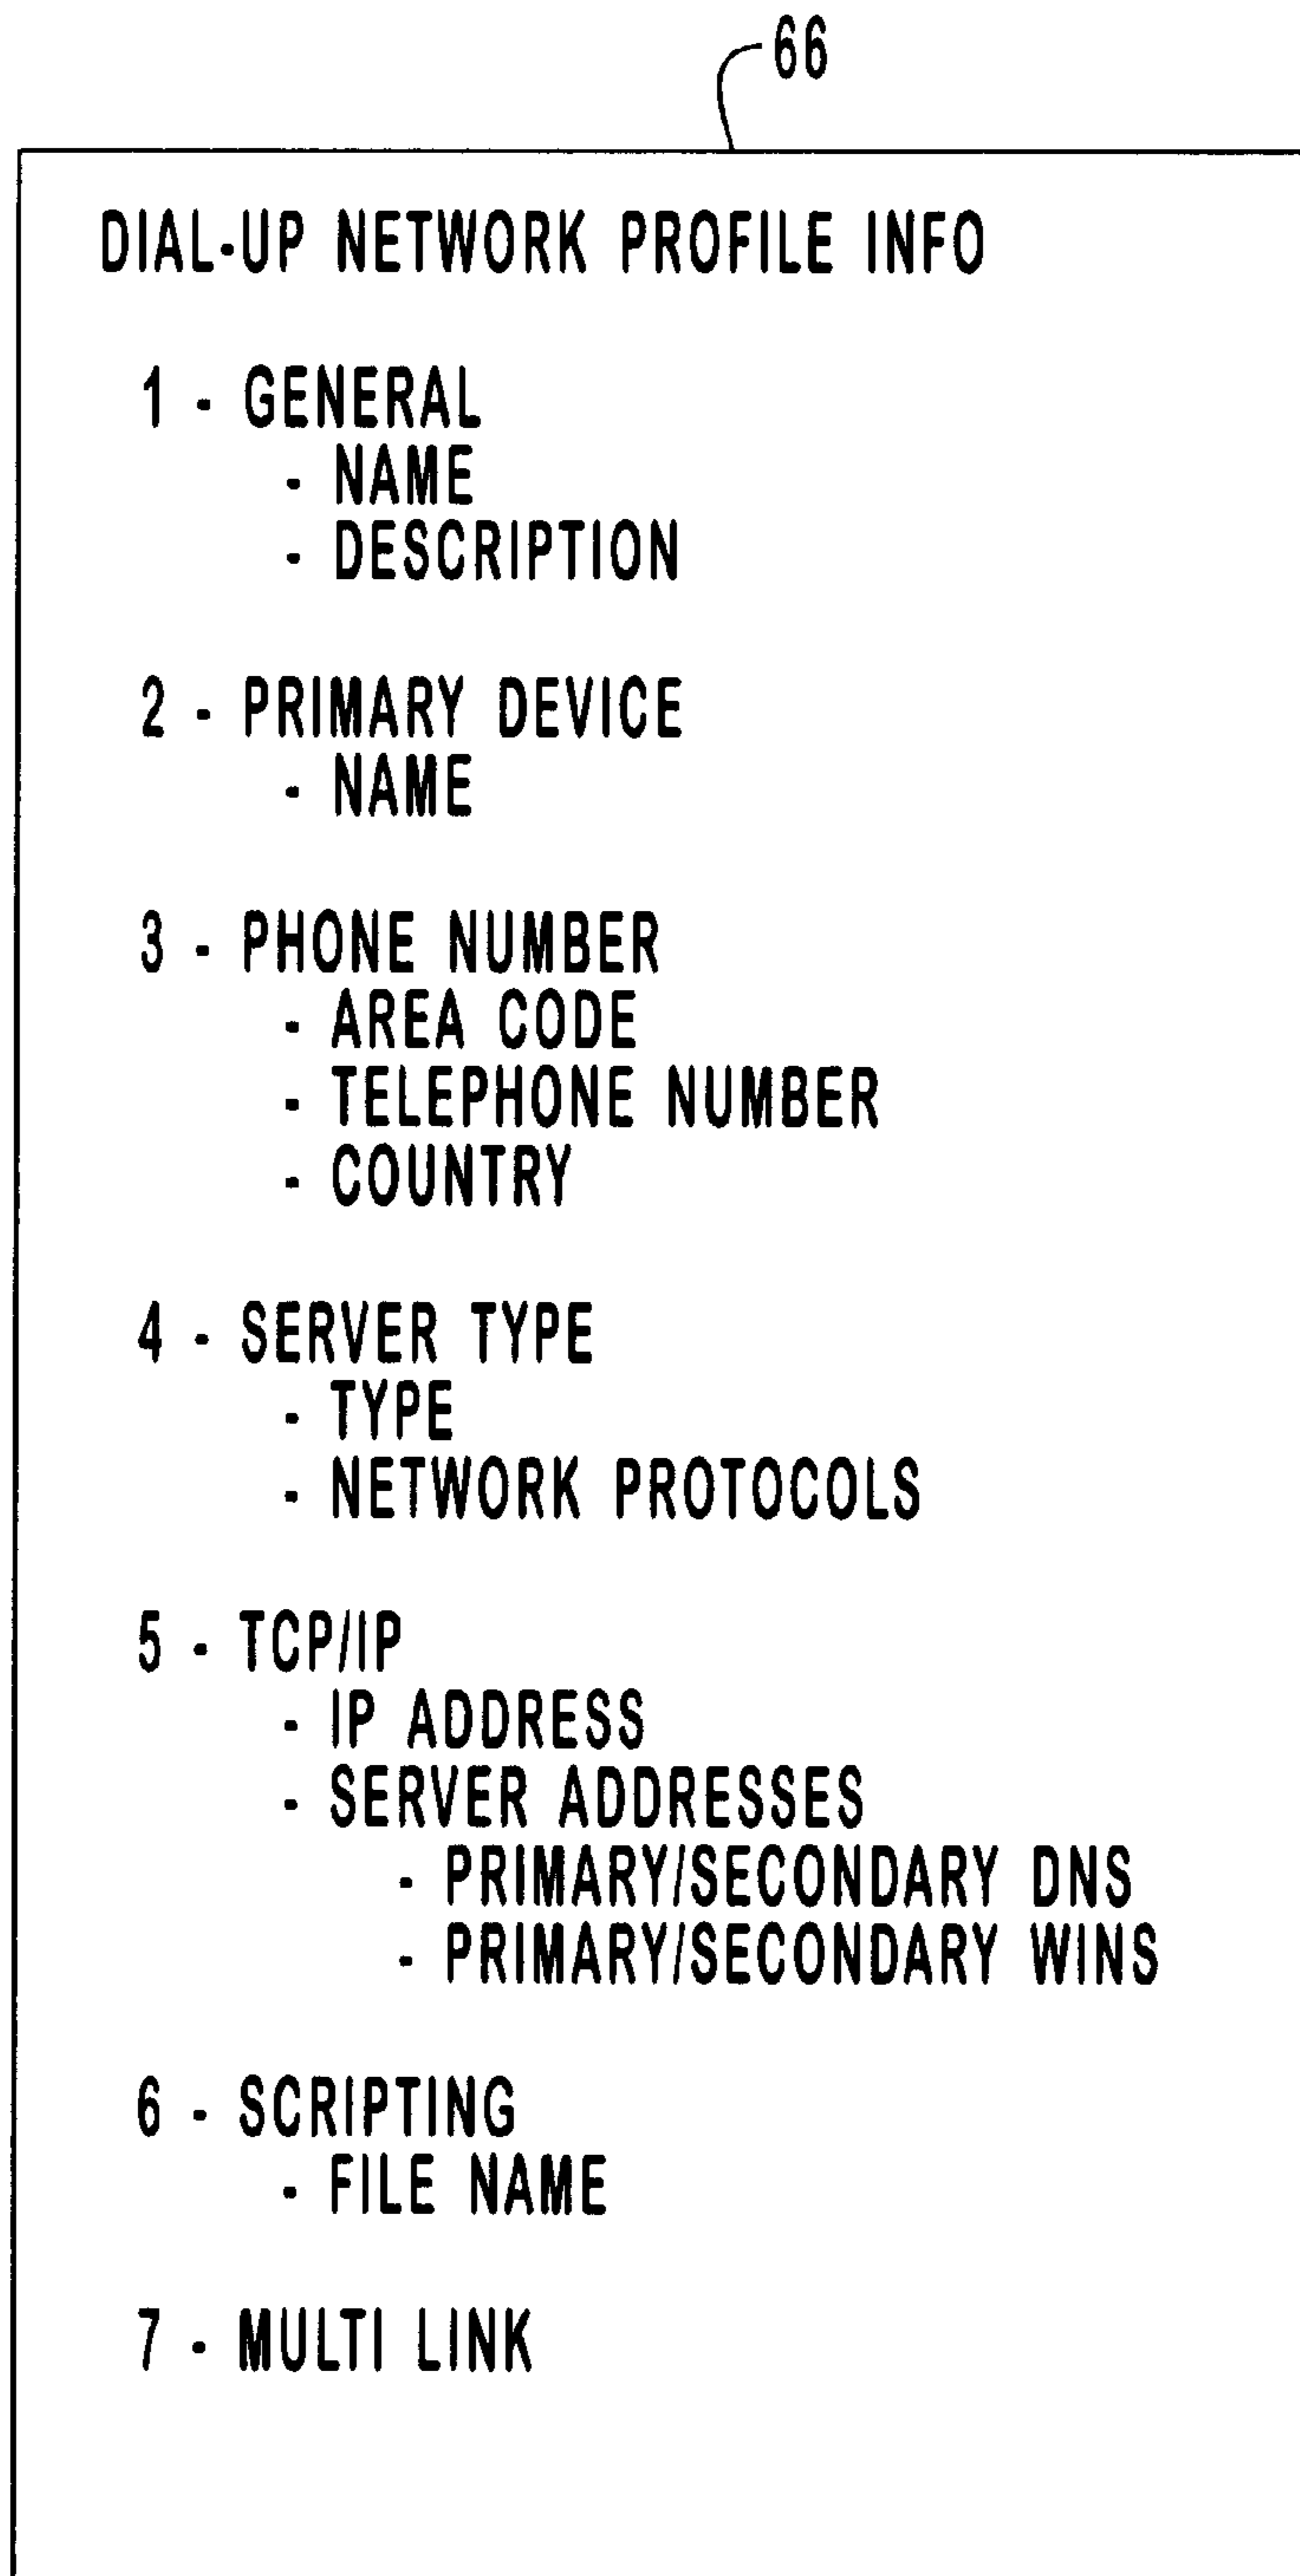 66
DIAL-UP NETWORK PROFILE INFO
1 - GENERAL
- NAME
- DESCRIPTION
2 - PRIMARY DEVICE
- NAME
3 - PHONE NUMBER
- AREA CODE
- TELEPHONE NUMBER
- COUNTRY
4 - SERVER TYPE
- TYPE
- NETWORK PROTOCOLS
5 - TCP/IP
- IP ADDRESS
- SERVER ADDRESSES
- PRIMARY/SECONDARY DNS
- PRIMARY/SECONDARY WINS
6 - SCRIPTING
- FILE NAME
7 - MULTI LINK